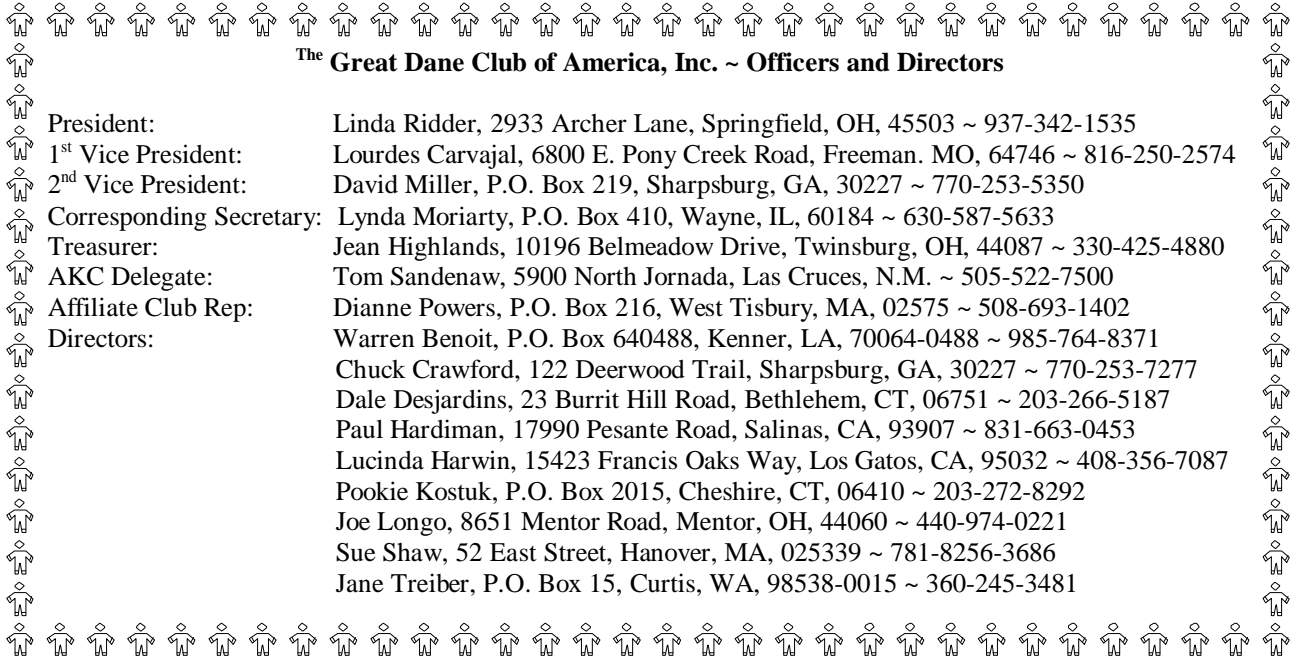 The Great Dane Club of America, Inc. ~ Officers and Directors
President: Linda Ridder, 2933 Archer Lane, Springfield, OH, 45503 ~ 937-342-1535
1st Vice President: Lourdes Carvajal, 6800 E. Pony Creek Road, Freeman. MO, 64746 ~ 816-250-2574
2nd Vice President: David Miller, P.O. Box 219, Sharpsburg, GA, 30227 ~ 770-253-5350
Corresponding Secretary: Lynda Moriarty, P.O. Box 410, Wayne, IL, 60184 ~ 630-587-5633
Treasurer: Jean Highlands, 10196 Belmeadow Drive, Twinsburg, OH, 44087 ~ 330-425-4880
AKC Delegate: Tom Sandenaw, 5900 North Jornada, Las Cruces, N.M. ~ 505-522-7500
Affiliate Club Rep: Dianne Powers, P.O. Box 216, West Tisbury, MA, 02575 ~ 508-693-1402
Directors: Warren Benoit, P.O. Box 640488, Kenner, LA, 70064-0488 ~ 985-764-8371
Chuck Crawford, 122 Deerwood Trail, Sharpsburg, GA, 30227 ~ 770-253-7277
Dale Desjardins, 23 Burrit Hill Road, Bethlehem, CT, 06751 ~ 203-266-5187
Paul Hardiman, 17990 Pesante Road, Salinas, CA, 93907 ~ 831-663-0453
Lucinda Harwin, 15423 Francis Oaks Way, Los Gatos, CA, 95032 ~ 408-356-7087
Pookie Kostuk, P.O. Box 2015, Cheshire, CT, 06410 ~ 203-272-8292
Joe Longo, 8651 Mentor Road, Mentor, OH, 44060 ~ 440-974-0221
Sue Shaw, 52 East Street, Hanover, MA, 025339 ~ 781-8256-3686
Jane Treiber, P.O. Box 15, Curtis, WA, 98538-0015 ~ 360-245-3481